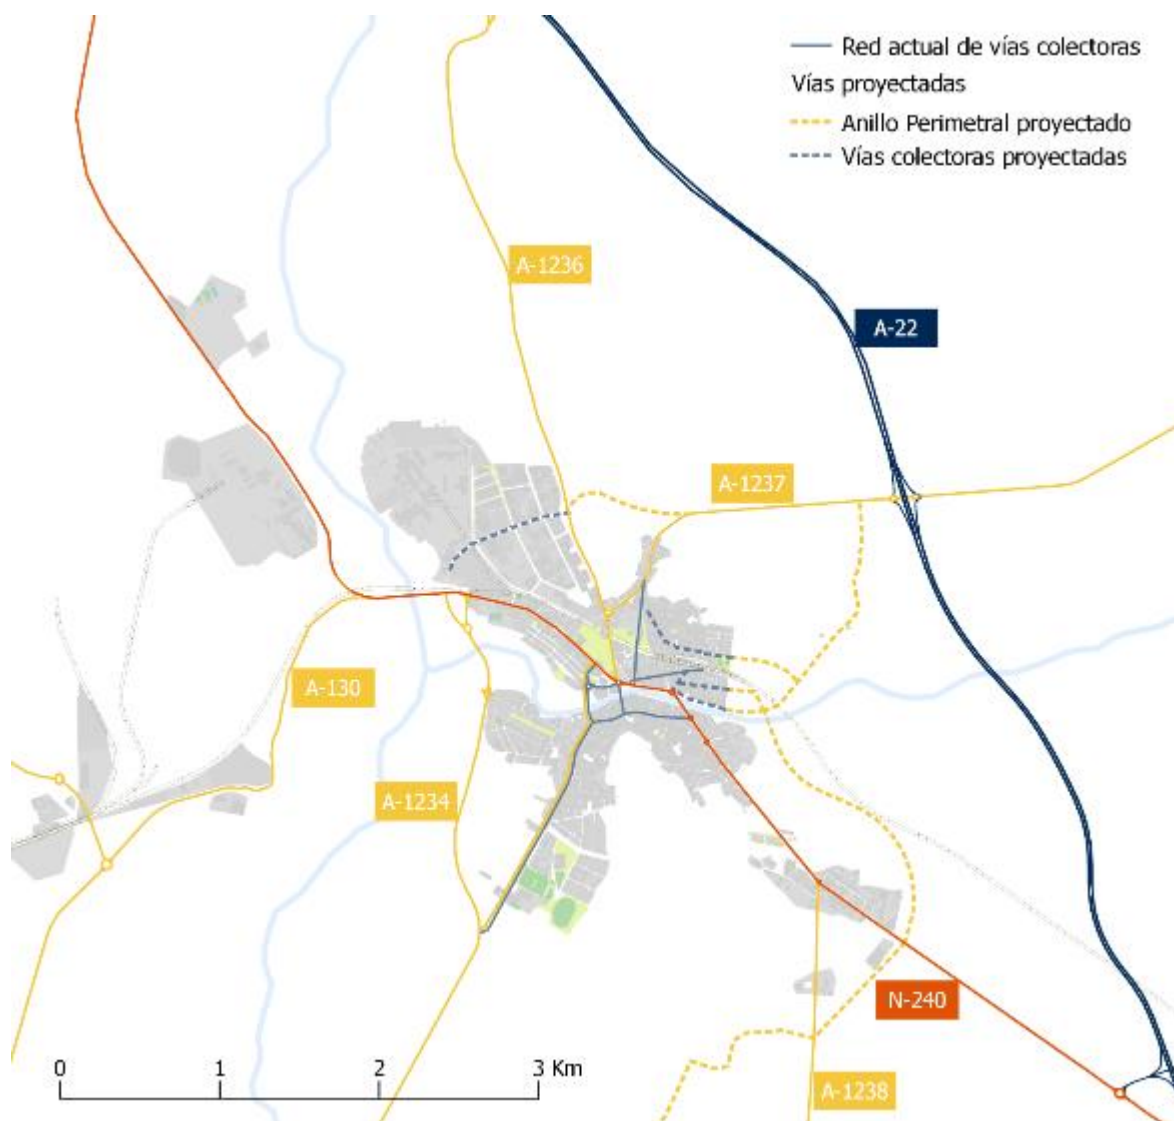 Red actual de vías colectoras
Vías proyectadas
Anillo Perimetral proyectado
Vías colectoras proyectadas
A-1236
A-22
A-1237
A-130
A-1234
N-240
A-1238
0 1 2 3 Km